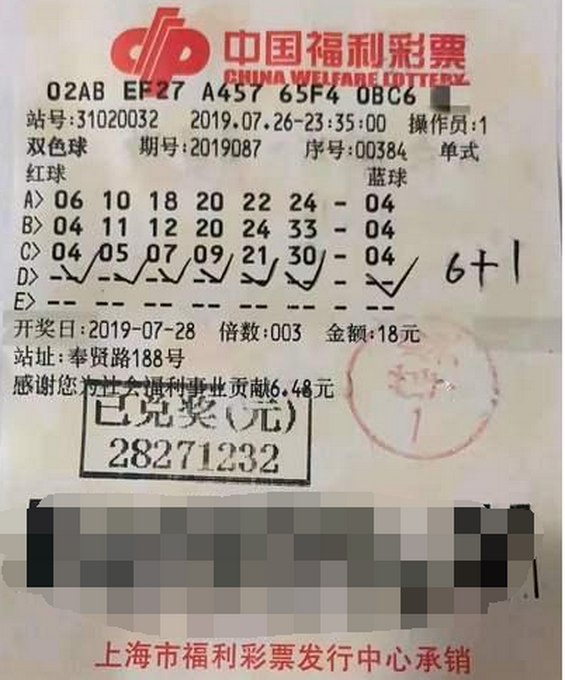 中国福利彩票
CHINA WELFARE LOTTERY
02AB EF27 A457 65F4 0BC6
站号:31020032 2019.07.26-23:35:00 操作员:1
双色球 期号:2019087 序号:00384 单式
红球 蓝球
A> 06 10 18 20 22 24 - 04
B> 04 11 12 20 24 33 - 04
C> 04 05 07 09 21 30 - 04
6+1
D> -- -- -- -- -- -- - --
E> -- -- -- -- -- -- - --
开奖日:2019-07-28 倍数:003 金额:18元
站址:奉贤路188号
感谢您为社会福利事业贡献6.48元
已兑奖(元)
28271232
1
上海市福利彩票发行中心承销